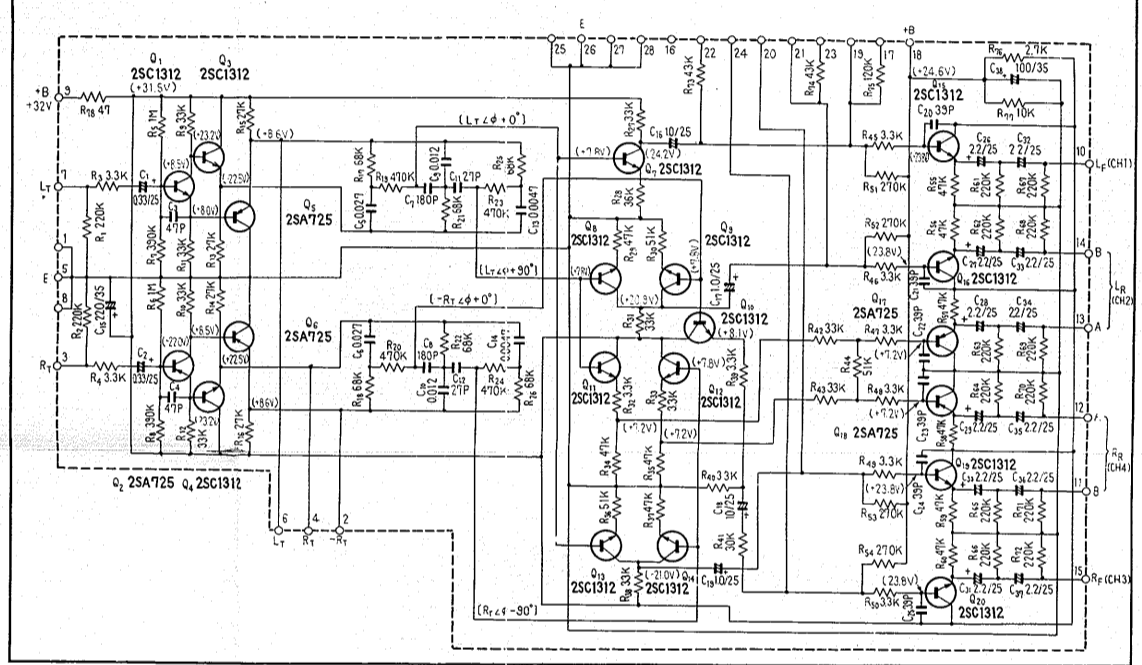 E
+B
25
26
27
28
16
22
24
20
21
23
19
17
18
Q1
2SC1312
(+31.5V)
Q3
2SC1312
+B
+32V
9
R78 47
R5 1M
R9 33K
R15 27K
(+23.2V)
(+8.6V)
(+8.5V)
(+22.5V)
LT
7
R3 3.3K
C1
0.33/25
C3
47P
(+8.0V)
R1 220K
R7 390K
R11 33K
R13 27K
Q5
2SA725
1
E
5
8
R2 220K
C15 220/35
R6 1M
R10 33K
R14 27K
Q6
2SA725
(+8.5V)
(+22.0V)
(+22.5V)
RT
3
R4 3.3K
C2
0.33/25
C4
47P
R8 390K
R12
33K
R16 27K
(+8.6V)
Q2 2SA725
Q4 2SC1312
6
LT
4
RT
2
-RT
(LT∠φ+0°)
R17 68K
R19 470K
C5 0.027
C7 180P
C9 0.012
C11 27P
R21 68K
R23
470K
R25
68K
C13 0.0047
(LT∠φ+90°)
(-RT∠φ+0°)
C6 0.027
R18 68K
R20
470K
C8
180P
R22
68K
C10
0.012
C12
27P
R24
470K
R26 68K
(RT∠φ-90°)
R27 33K
C16 10/25
(+7.8V)
(24.2V)
Q7 2SC1312
R28
36K
R73 43K
R74 43K
R75 120K
Q8
2SC1312
R29 47K
R30 51K
Q9
2SC1312
(+7.8V)
C17 1.0/25
(+20.8V)
Q10
2SC1312
(+8.1V)
R31
33K
R39 33K
Q11
2SC1312
R32 3.3K
R33
3.3K
(+7.8V)
Q12
2SC1312
(+7.2V)
(+7.2V)
R34 47K
R35 47K
R40 33K
R36 51K
R37 47K
C18
10/25
R41
30K
Q13
2SC1312
R38 33K
(-21.0V)
Q14
2SC1312
C19 1.0/25
R76 2.7K
C38 100/35
R77 10K
(+24.6V)
Q15
2SC1312
C20 39P
R45 3.3K
(+23.8V)
R51 270K
R55
47K
C26
2.2/25
C32
2.2/25
R61
220K
R67
220K
10
LF (CH1)
R52 270K
(+23.8V)
R46 3.3K
R56
47K
R62
220K
R68
220K
C27 2.2/25
C33 2.2/25
14
B
C21 39P
Q16 2SC1312
LR
(CH2)
Q17
2SA725
C22 39P
R57 47K
C28
2.2/25
C34
2.2/25
13
A
R42 33K
R47 3.3K
(+7.2V)
R44
51K
R63
220K
R69
220K
R43 33K
R48 3.3K
(+7.2V)
R64
220K
R70
220K
12
A
Q18 2SA725
C23 39P
R58 47K
C29 2.2/25
C35 2.2/25
RR
(CH4)
R49 3.3K
Q19 2SC1312
(+23.8V)
C24 39P
R53 270K
C30 2.2/25
C36 2.2/25
11
B
R59 47K
R65
220K
R71
220K
R54 270K
R60 47K
R66
220K
R72
220K
(23.8V)
R50 3.3K
C25 39P
Q20
2SC1312
C31 2.2/25
C37 2.2/25
15
RF (CH3)